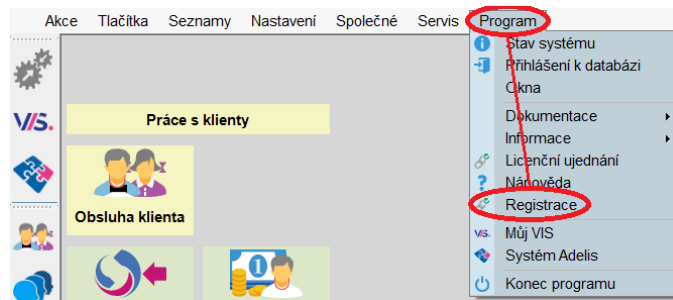 Akce Tlačítka Seznamy Nastavení Společné Servis Program
Stav systému
Přihlášení k databázi
Okna
Dokumentace
Informace
Licenční ujednání
Nápověda
Registrace
Můj VIS
Systém Adelis
Konec programu
VIS.
Práce s klienty
Obsluha klienta